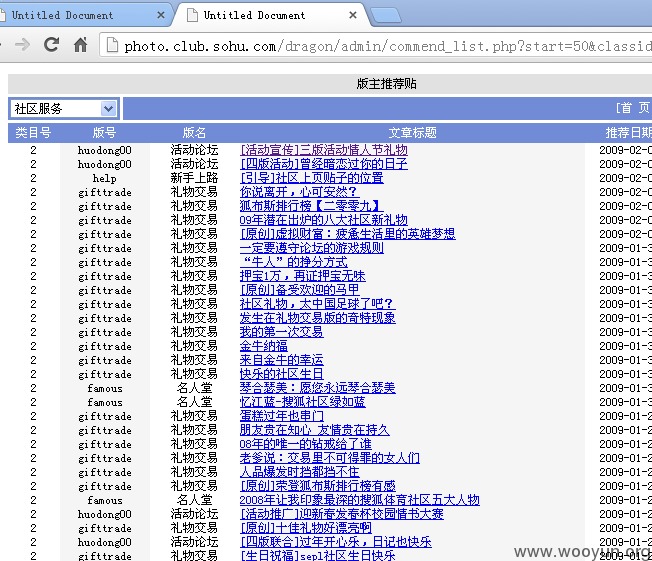 Untitled Document
Untitled Document
photo.club.sohu.com/dragon/admin/commend_list.php?start=50&classid
版主推荐贴
社区服务 [首 页
类目号 版号 版名 文章标题 推荐日期
2 huodong00 活动论坛 [活动宣传]三版活动情人节礼物 2009-02-0
2 huodong00 活动论坛 [四版活动]曾经暗恋过你的日子 2009-02-0
2 help 新手上路 [引导]社区上页贴子的位置 2009-02-0
2 gifttrade 礼物交易 你说离开，心可安然？ 2009-02-0
2 gifttrade 礼物交易 狐布斯排行榜【二零零九】 2009-02-0
2 gifttrade 礼物交易 09年潜在出炉的八大社区新礼物 2009-02-0
2 gifttrade 礼物交易 [原创]虚拟财富：疲惫生活里的英雄梦想 2009-02-0
2 gifttrade 礼物交易 一定要遵守论坛的游戏规则 2009-01-3
2 gifttrade 礼物交易 “牛人”的挣分方式 2009-01-3
2 gifttrade 礼物交易 押宝1万，再证押宝无味 2009-01-3
2 gifttrade 礼物交易 [原创]备受欢迎的马甲 2009-01-3
2 gifttrade 礼物交易 社区礼物，太中国足球了吧？ 2009-01-3
2 gifttrade 礼物交易 发生在礼物交易版的奇特现象 2009-01-3
2 gifttrade 礼物交易 我的第一次交易 2009-01-3
2 gifttrade 礼物交易 金牛纳福 2009-01-3
2 gifttrade 礼物交易 来自金牛的幸运 2009-01-3
2 gifttrade 礼物交易 快乐的社区生日 2009-01-3
2 famous 名人堂 琴合瑟美：愿您永远琴合瑟美 2009-01-3
2 famous 名人堂 忆江蓝-搜狐社区绿如蓝 2009-01-3
2 gifttrade 礼物交易 蛋糕过年也串门 2009-01-2
2 gifttrade 礼物交易 朋友贵在知心 友情贵在持久 2009-01-2
2 gifttrade 礼物交易 08年的唯一的钻戒给了谁 2009-01-2
2 gifttrade 礼物交易 老爹说：交易里不可得罪的女人们 2009-01-2
2 gifttrade 礼物交易 人品爆发时挡都挡不住 2009-01-2
2 gifttrade 礼物交易 [原创]荣登狐布斯排行榜有感 2009-01-2
2 famous 名人堂 2008年让我印象最深的搜狐体育社区五大人物 2009-01-2
2 huodong00 活动论坛 [活动推广]迎新春发春杯校园情书大赛 2009-01-2
2 gifttrade 礼物交易 [原创]十佳礼物好漂亮啊 2009-01-2
2 huodong00 活动论坛 [四版联合]过年开心乐，日记也快乐
2 gifttrade 礼物交易 [生日祝福]sepl社区生日快乐 2009-01-2
www.wooyun.org